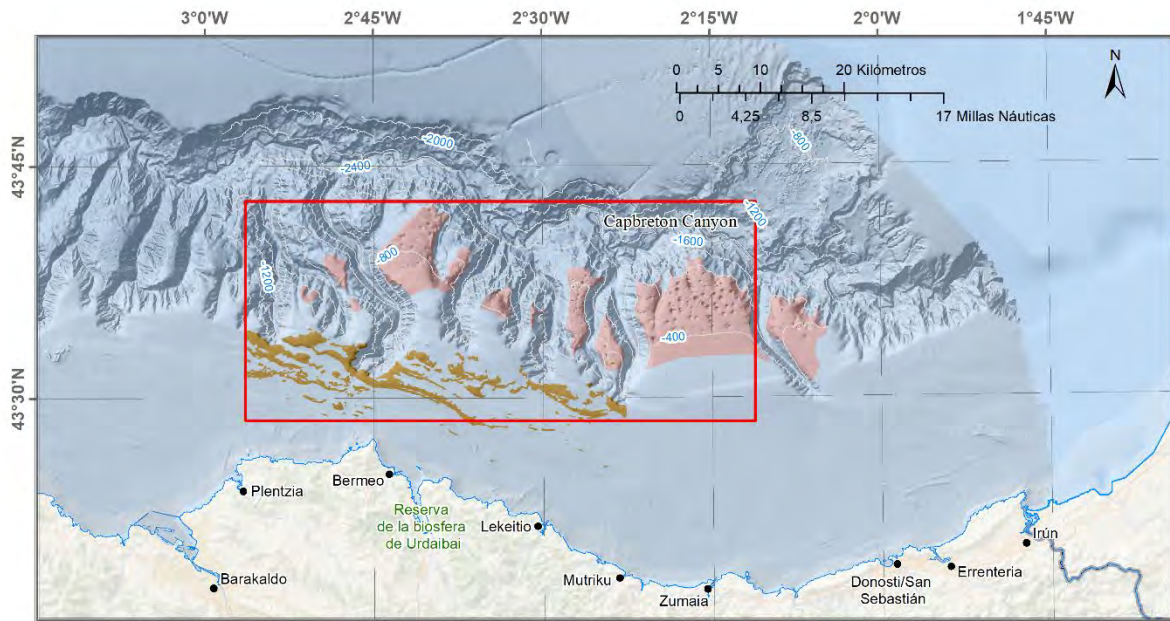 3°0'W 2°45'W 2°30'W 2°15'W 2°0'W 1°45'W
N
0 5 10 20 Kilómetros
0 4,25 8,5 17 Millas Náuticas
43°45'N
43°30'N
-2000
-2400
-800
-1200
Capbreton Canyon
-1600
-800
-1200
-400
Plentzia
Bermeo
Reserva
de la biosfera
de Urdaibai
Lekeitio
Barakaldo
Mutriku
Zumaia
Donosti/San
Sebastián
Errenteria
Irún